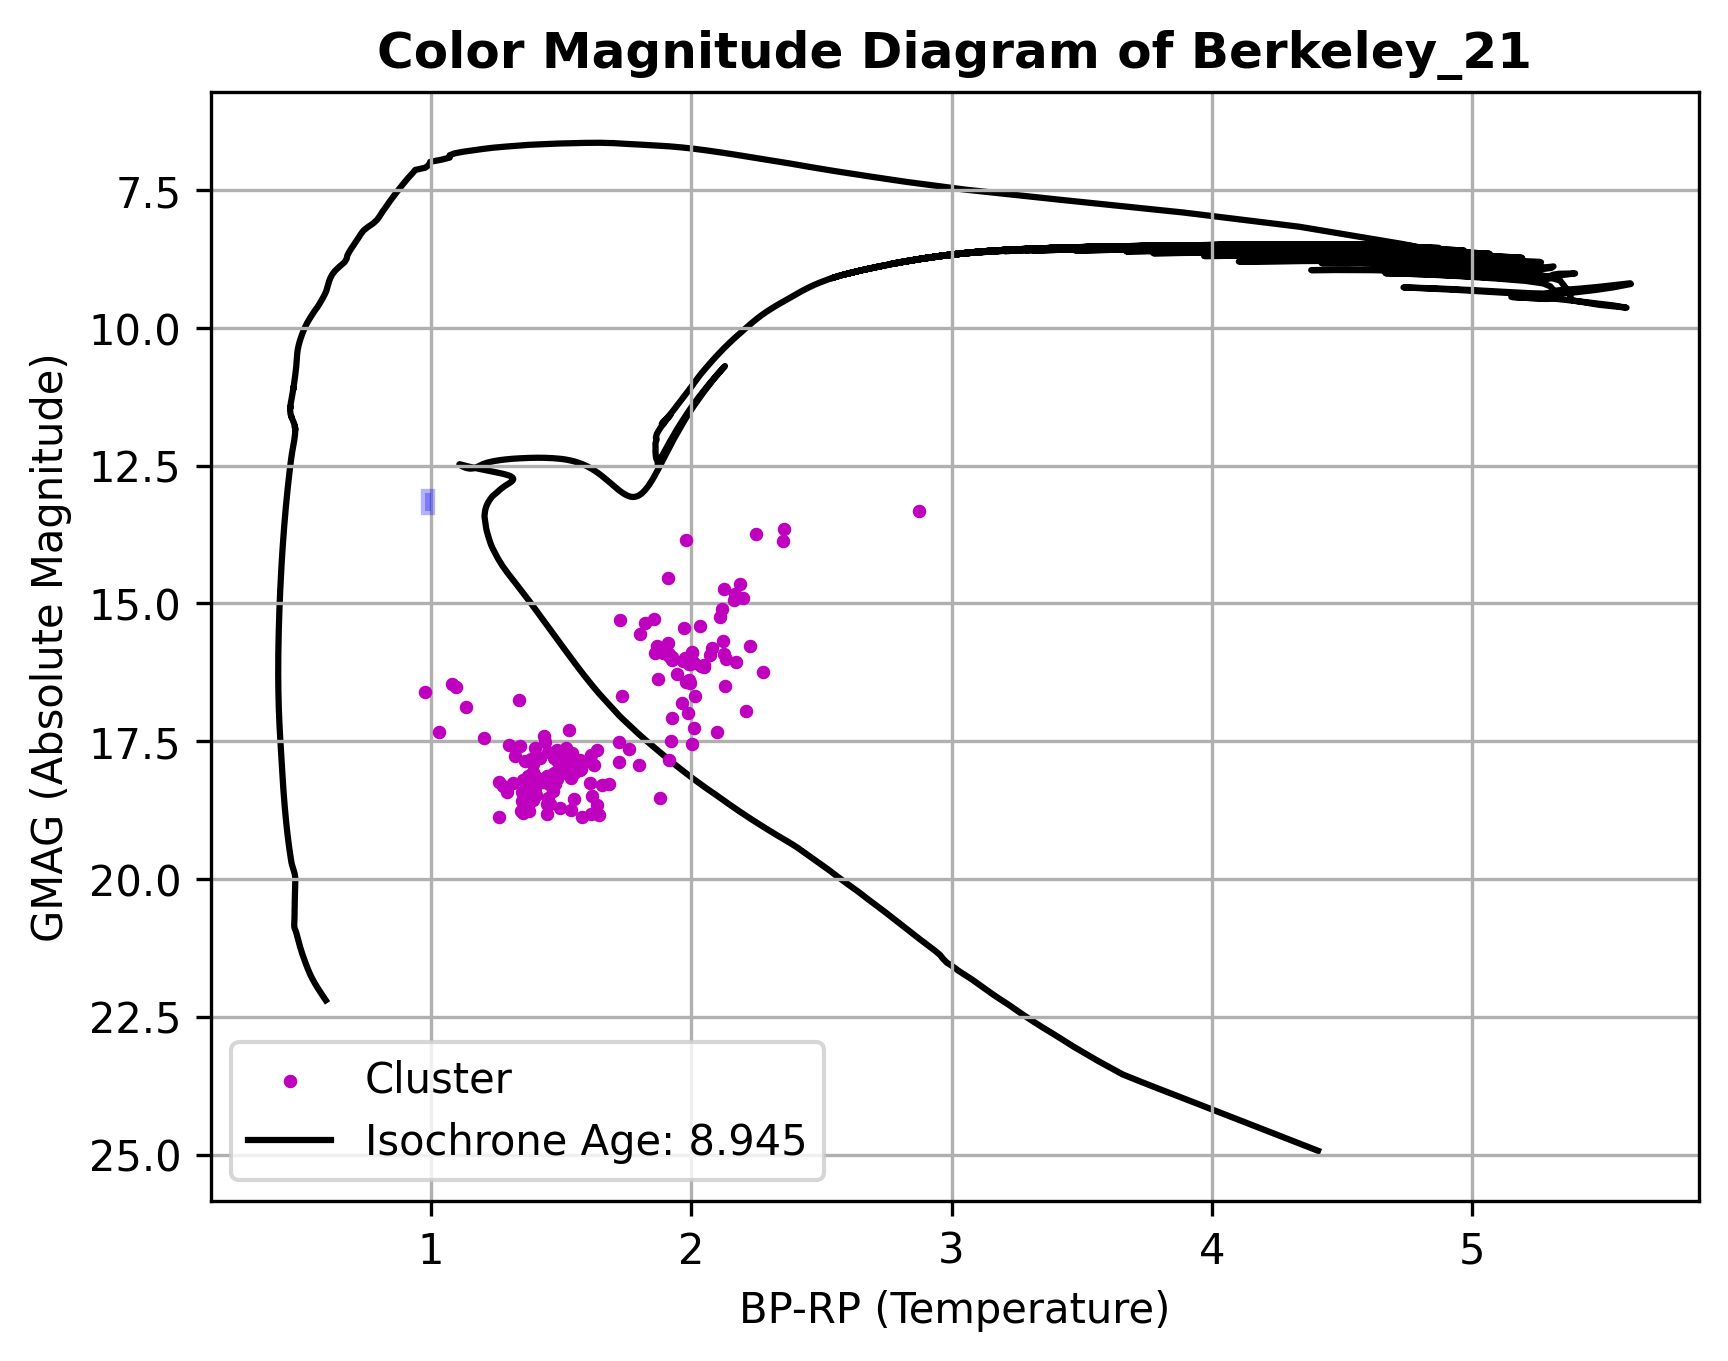 Color Magnitude Diagram of Berkeley_21
GMAG (Absolute Magnitude)
7.5
10.0
12.5
15.0
17.5
20.0
22.5
25.0
Cluster
Isochrone Age: 8.945
1 2 3 4 5
BP-RP (Temperature)